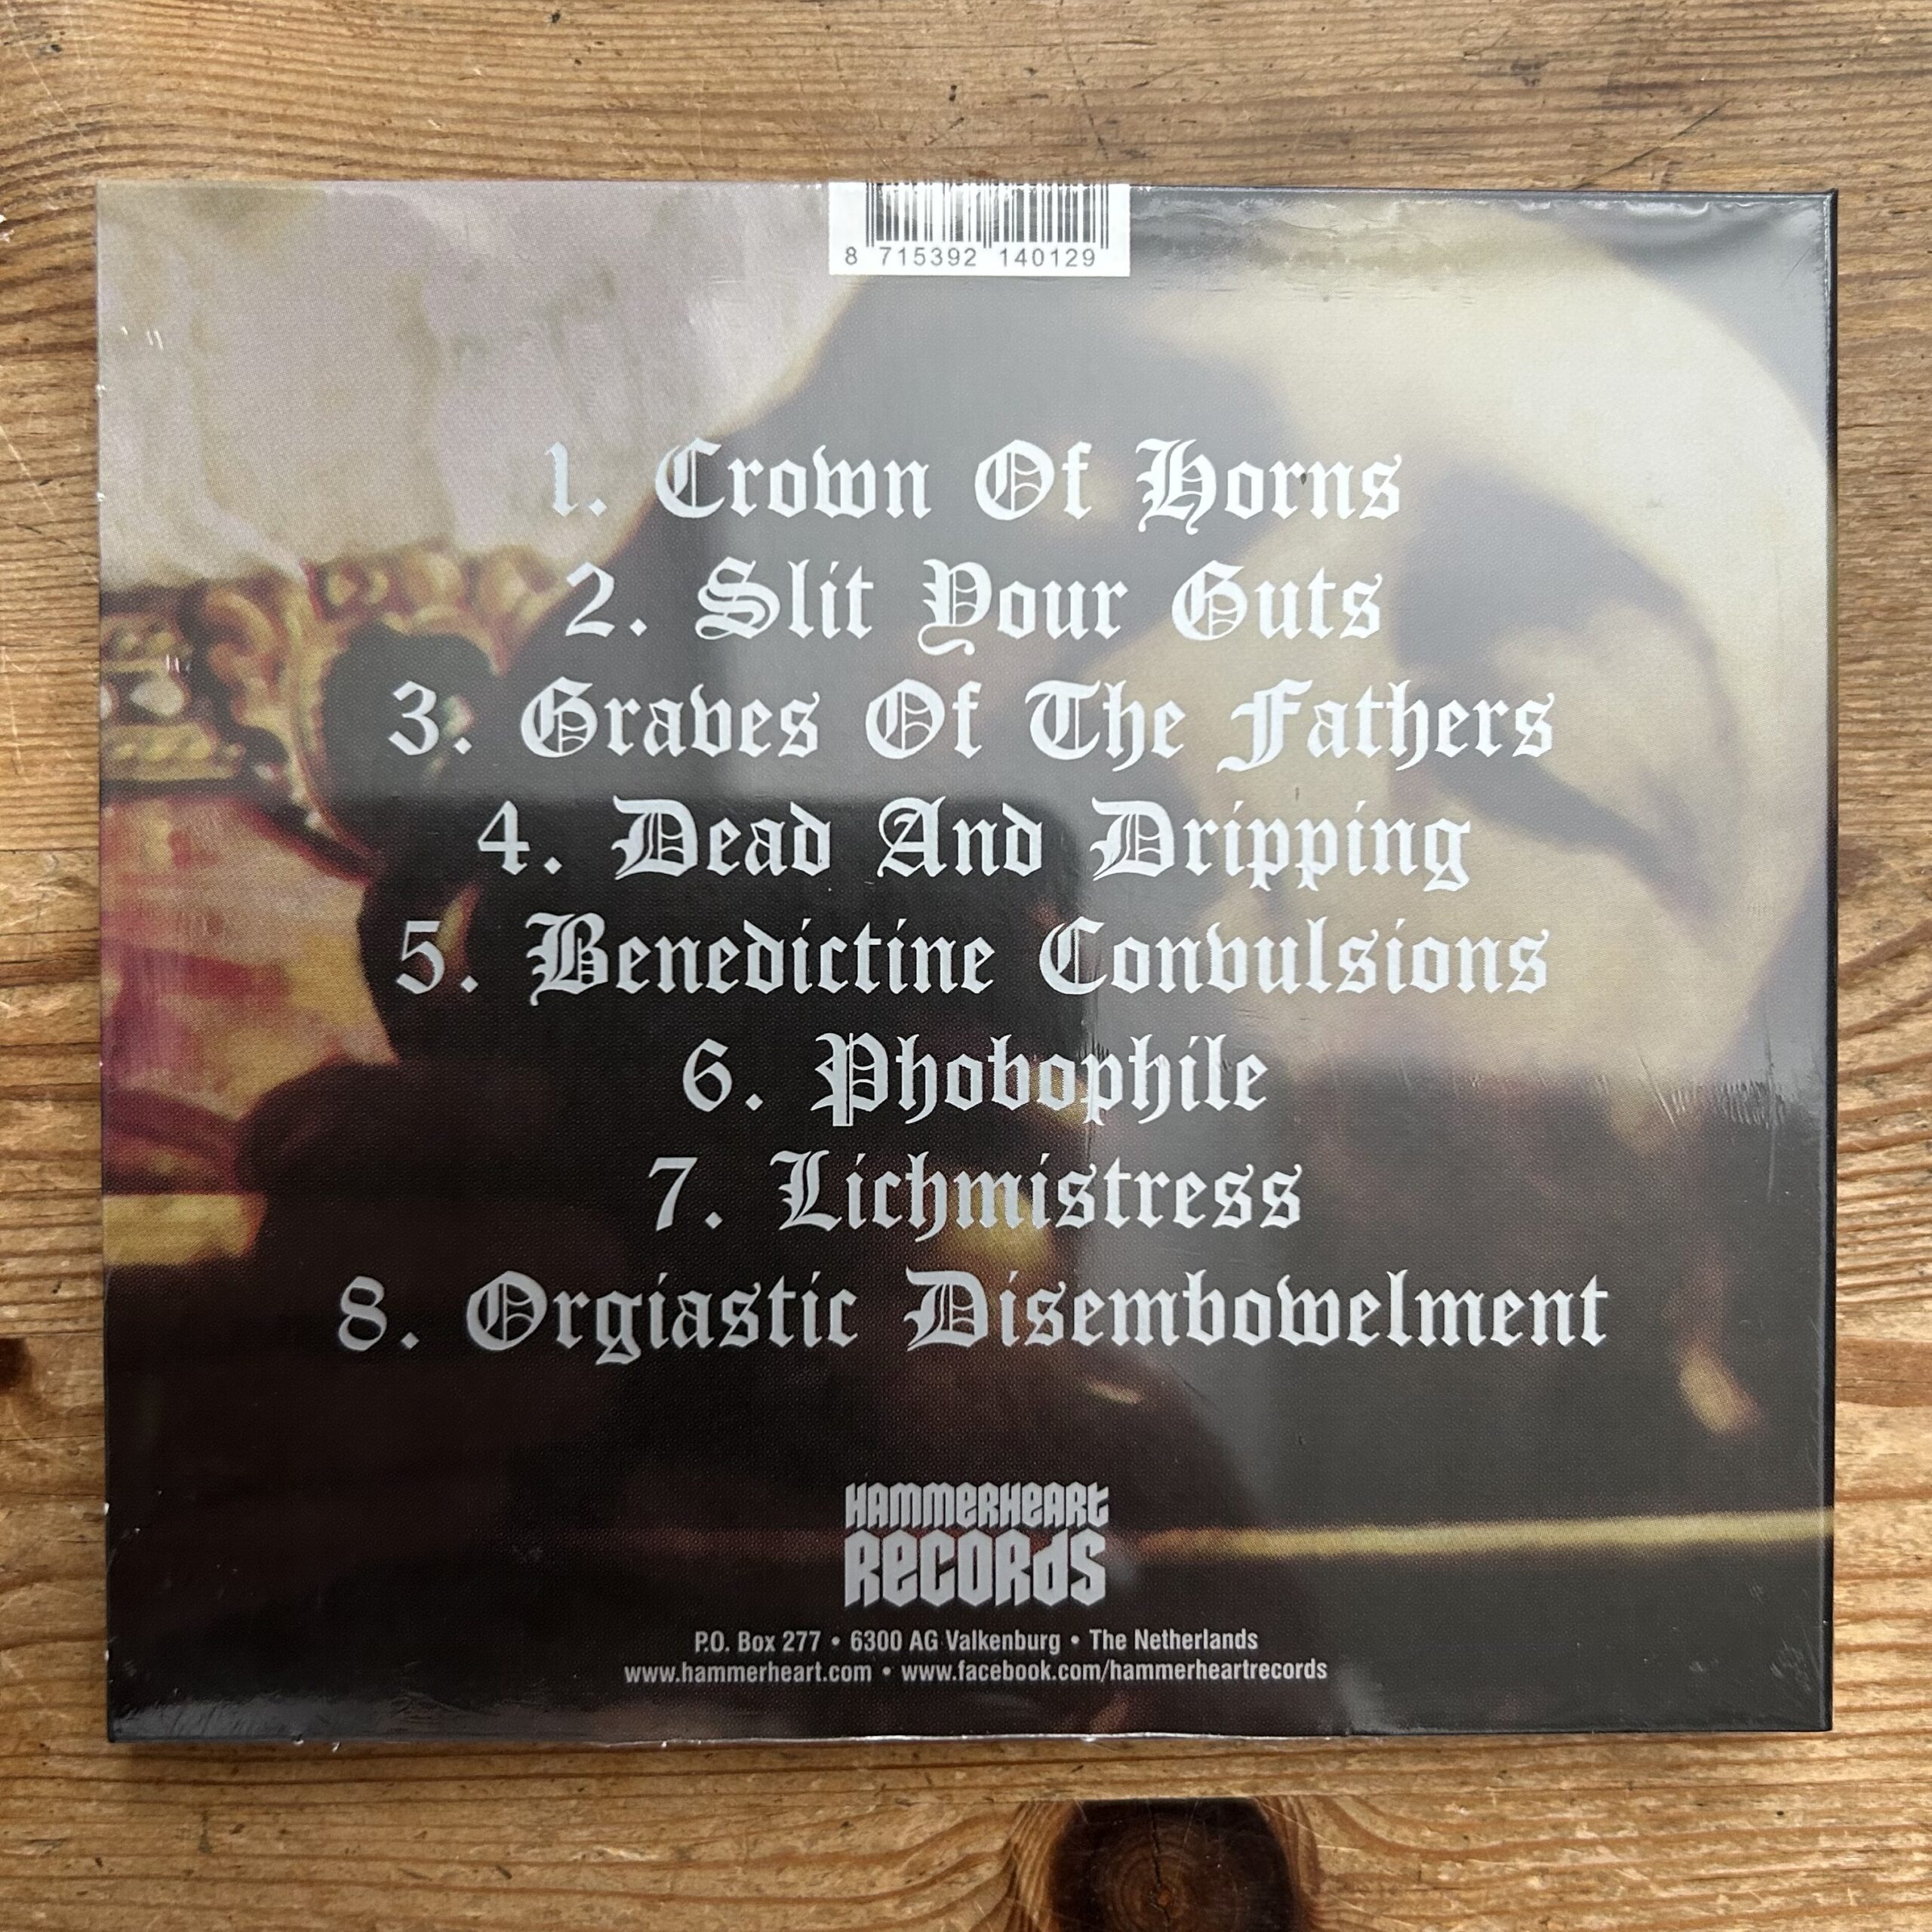 8 715392 140129
1. Crown Of Horns
2. Slit Your Guts
3. Graves Of The Fathers
4. Dead And Dripping
5. Benedictine Convulsions
6. Phobophile
7. Lichmistress
8. Orgiastic Disembowelment
HAMMERHEART
RECORDS
P.O. Box 277 • 6300 AG Valkenburg • The Netherlands
www.hammerheart.com • www.facebook.com/hammerheartrecords